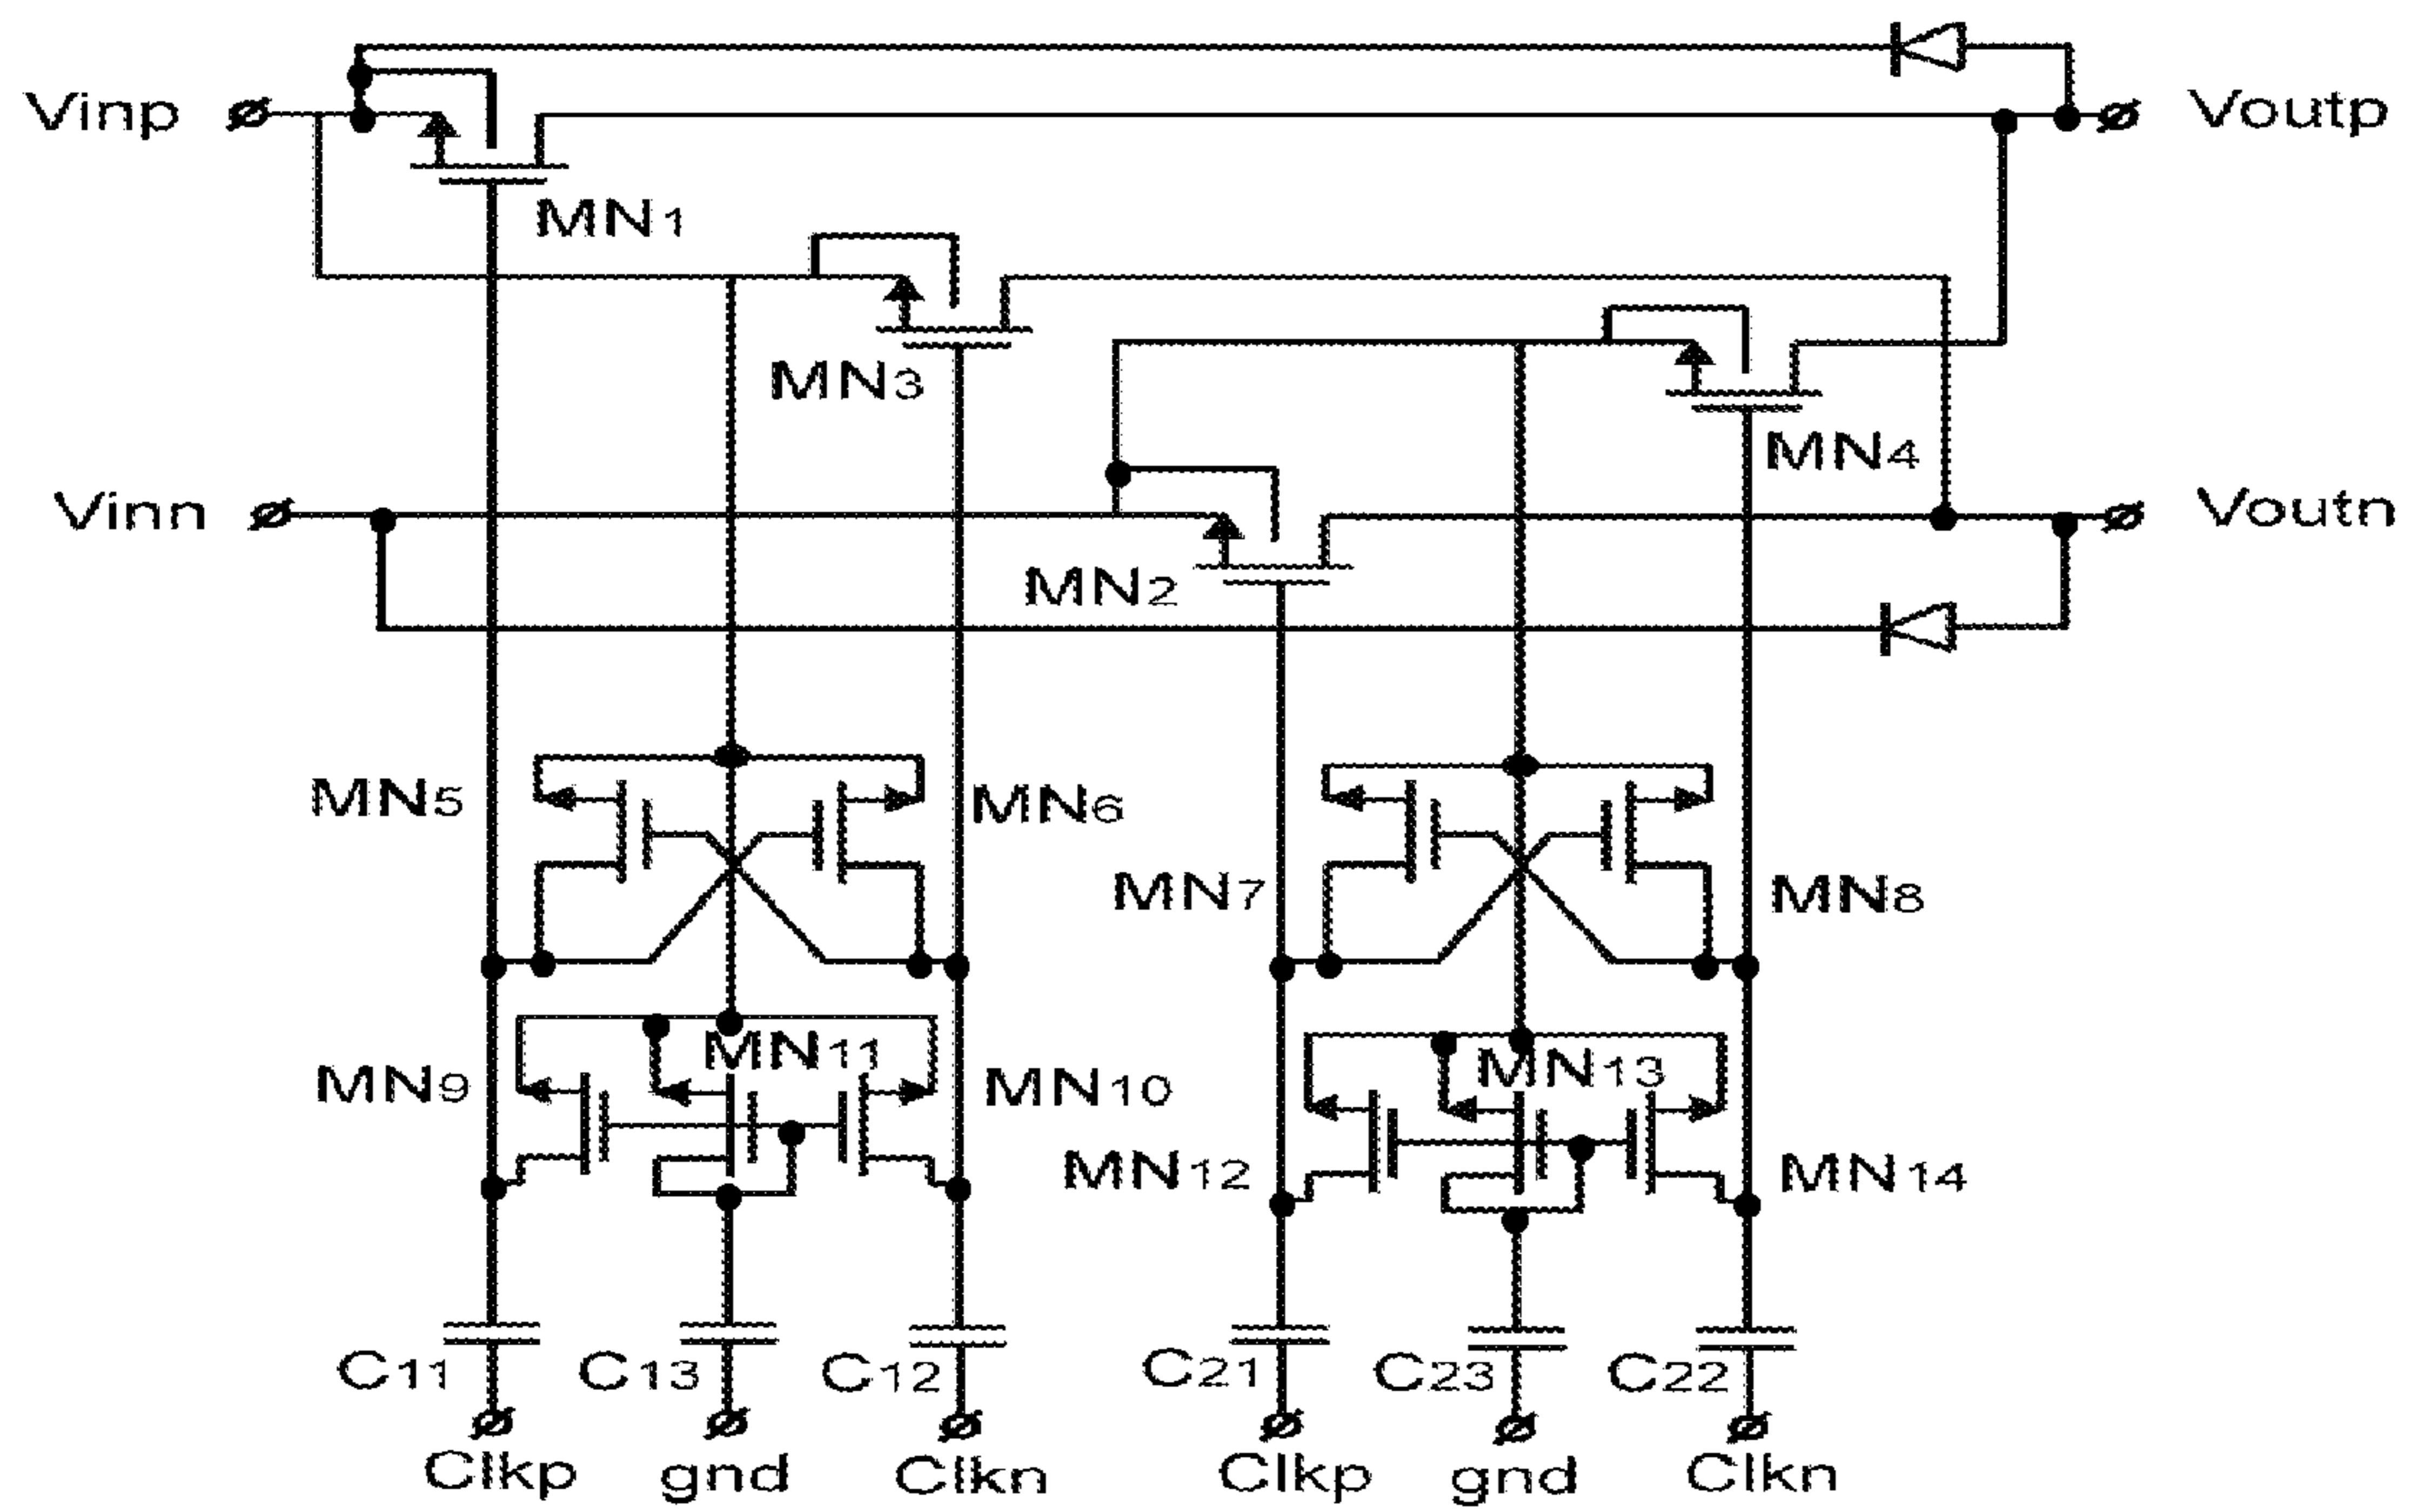 Vinp
Voutp
MN1
MN3
MN4
Vinn
Voutn
MN2
MN5
MN6
MN7
MN8
MN11
MN13
MN9
MN10
MN12
MN14
C11
C13
C12
C21
C23
C22
Clkp
gnd
Clkn
Clkp
gnd
Clkn